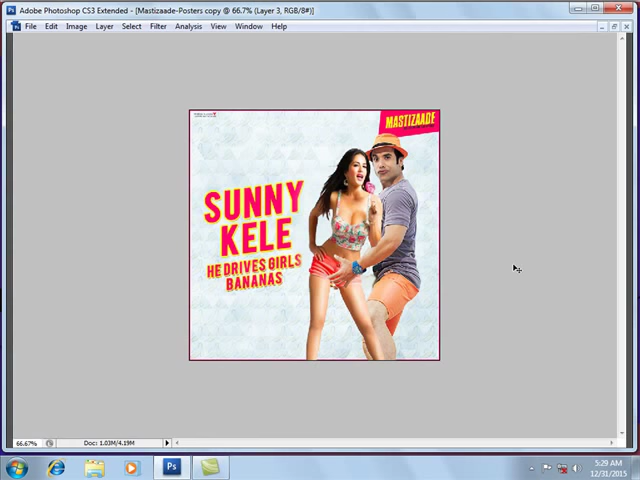 Adobe Photoshop CS3 Extended - [Mastizaade-Posters copy @ 66.7% (Layer 3, RGB/8#)]
File Edit Image Layer Select Filter Analysis View Window Help
MASTIZAADE
SUNNY
KELE
HE DRIVES GIRLS
BANANAS
66.67% Doc: 1.03M/4.19M
Ps
5:29 AM
12/31/2015